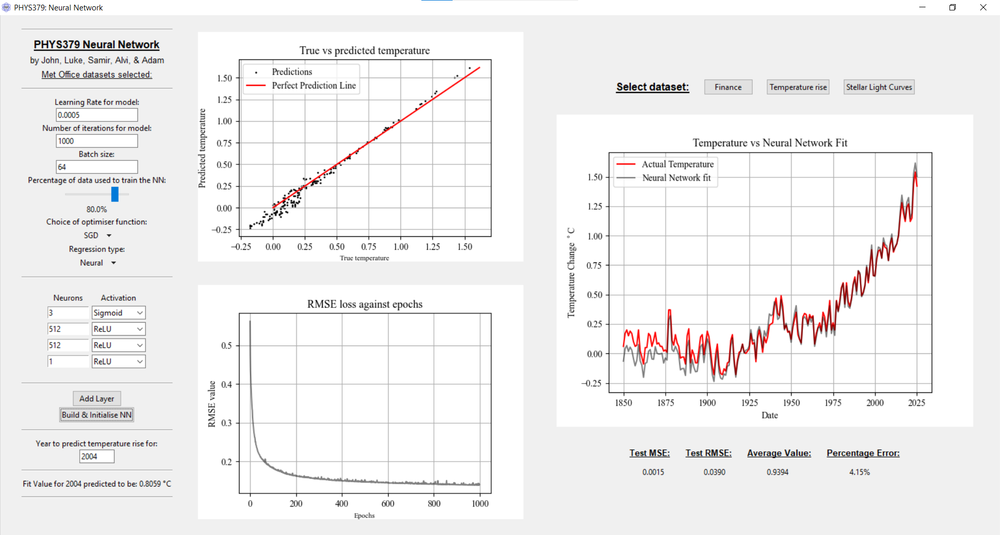 PHYS379: Neural Network
PHYS379 Neural Network
by John, Luke, Samir, Alvi, & Adam
Met Office datasets selected:
Learning Rate for model:
0.0005
Number of iterations for model:
1000
Batch size:
64
Percentage of data used to train the NN:
80.0%
Choice of optimiser function:
SGD
Regression type:
Neural
Neurons Activation
3 Sigmoid
512 ReLU
512 ReLU
1 ReLU
Add Layer
Build & Initialise NN
Year to predict temperature rise for:
2004
Fit Value for 2004 predicted to be: 0.8059 °C
True vs predicted temperature
Predictions
Perfect Prediction Line
Predicted temperature
1.50
1.25
1.00
0.75
0.50
0.25
0.00
−0.25
−0.25 0.00 0.25 0.50 0.75 1.00 1.25 1.50
True temperature
RMSE loss against epochs
RMSE value
0.5
0.4
0.3
0.2
0 200 400 600 800 1000
Epochs
Select dataset: Finance Temperature rise Stellar Light Curves
Temperature vs Neural Network Fit
Actual Temperature
Neural Network fit
Temperature Change °C
1.50
1.25
1.00
0.75
0.50
0.25
0.00
−0.25
1850 1875 1900 1925 1950 1975 2000 2025
Date
Test MSE: Test RMSE: Average Value: Percentage Error:
0.0015 0.0390 0.9394 4.15%